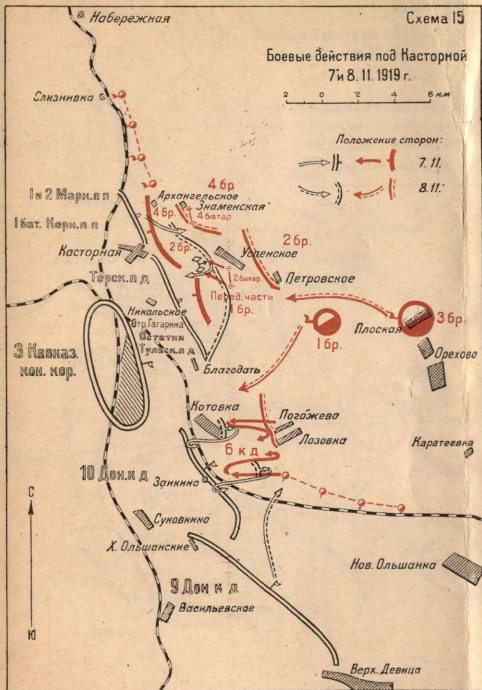 Схема 15
Боевые действия под Касторной
7 и 8. 11. 1919 г.
2 0 2 4 6 км
Положение сторон:
7.11.
8.11.
Набережная
Слизнивка
1 и 2 Марк. п п
1 бат. Корн. п п
Архангельское
4 бр
Знаменская
4 бр.
4 батар.
2 бр.
Успенское
2 бр.
Касторная
Терск. п д
2 батар.
Петровское
Перед. части
1 бр.
Никольское
Отр. Гагарина
Остатки
Тульск. п д
1 бр.
Плоская
3 бр.
Орехово
3 Кавказ.
кон. кор.
Благодать
Котовка
Погожево
Лозовка
Каратеевка
6 к д
10 Дон. к д
Заикино
С
Суковкино
Х. Ольшанские
Нов. Ольшанка
9 Дон к д
Васильевское
Ю
Верх. Девица